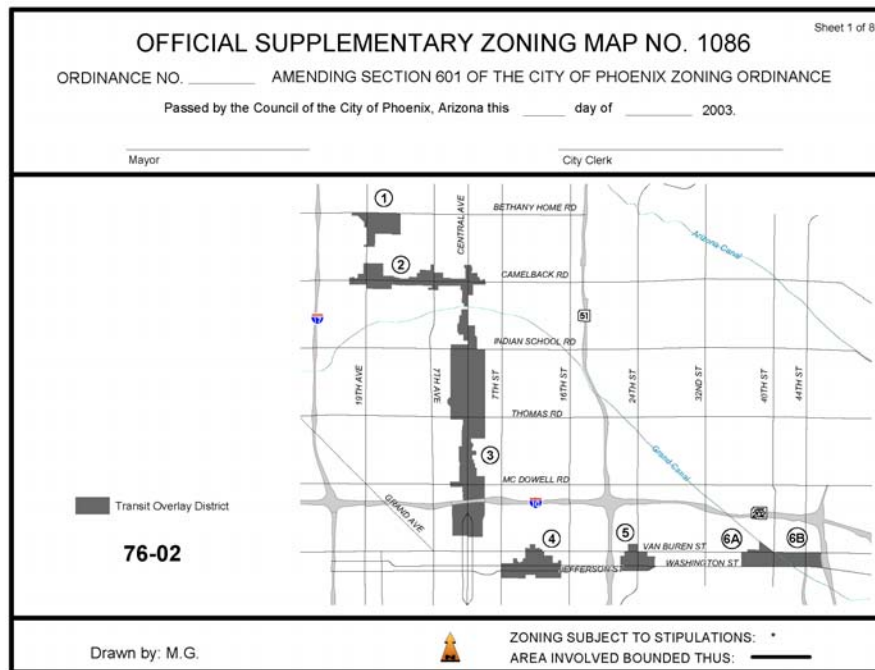 Sheet 1 of 8
OFFICIAL SUPPLEMENTARY ZONING MAP NO. 1086
ORDINANCE NO. AMENDING SECTION 601 OF THE CITY OF PHOENIX ZONING ORDINANCE
Passed by the Council of the City of Phoenix, Arizona this day of 2003.
Mayor
City Clerk
1
BETHANY HOME RD
CENTRAL AVE
Arizona Canal
2
CAMELBACK RD
17
51
INDIAN SCHOOL RD
19TH AVE
7TH AVE
7TH ST
16TH ST
24TH ST
32ND ST
40TH ST
44TH ST
THOMAS RD
3
Grand Canal
MC DOWELL RD
Transit Overlay District
GRAND AVE
10
202
76-02
4
5
VAN BUREN ST
6A
6B
JEFFERSON ST
WASHINGTON ST
Drawn by: M.G.
N
ZONING SUBJECT TO STIPULATIONS: *
AREA INVOLVED BOUNDED THUS: